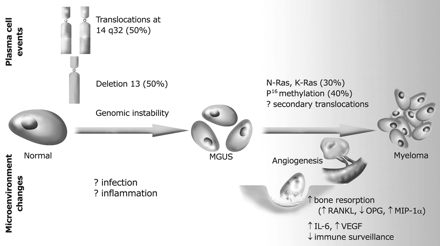 Plasma cell
events
Translocations at
14 q32 (50%)
Deletion 13 (50%)
Genomic instability
N-Ras, K-Ras (30%)
P16 methylation (40%)
? secondary translocations
Normal
MGUS
Myeloma
Angiogenesis
Microenvironment
changes
? infection
? inflammation
↑ bone resorption
(↑ RANKL, ↓ OPG, ↑ MIP-1α)
↑ IL-6, ↑ VEGF
↓ immune surveillance